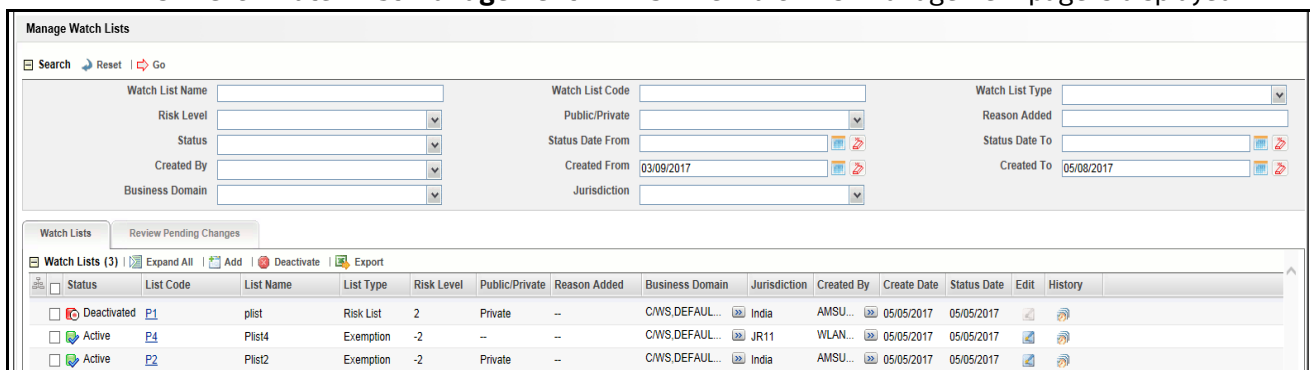 Manage Watch Lists
Search Reset | Go
Watch List Name Watch List Code Watch List Type
Risk Level Public/Private Reason Added
Status Status Date From Status Date To
Created By Created From 03/09/2017 Created To 05/08/2017
Business Domain Jurisdiction
Watch Lists Review Pending Changes
Watch Lists (3) | Expand All | Add | Deactivate | Export
Status List Code List Name List Type Risk Level Public/Private Reason Added Business Domain Jurisdiction Created By Create Date Status Date Edit History
Deactivated P1 plist Risk List 2 Private -- C/WS,DEFAUL... India AMSU... 05/05/2017 05/05/2017
Active P4 Plist4 Exemption -2 -- -- C/WS,DEFAUL... JR11 WLAN... 05/05/2017 05/05/2017
Active P2 Plist2 Exemption -2 Private -- C/WS,DEFAUL... India AMSU... 05/05/2017 05/05/2017